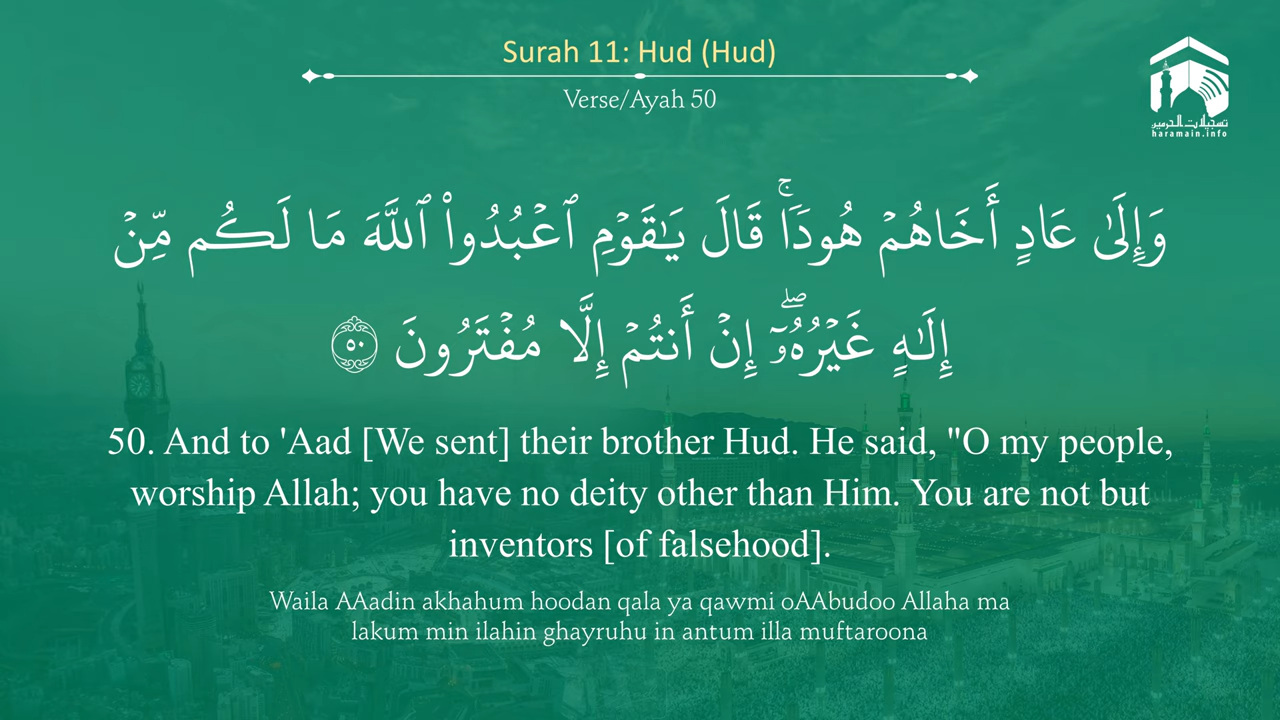 Surah 11: Hud (Hud)
Verse/Ayah 50
تسجيلات الحرمين
haramain.info
وَإِلَىٰ عَادٍ أَخَاهُمْ هُودًاۚ قَالَ يَـٰقَوْمِ ٱعْبُدُوا۟ ٱللَّهَ مَا لَكُم مِّنْ
إِلَـٰهٍ غَيْرُهُۥٓۖ إِنْ أَنتُمْ إِلَّا مُفْتَرُونَ ٥٠
50. And to 'Aad [We sent] their brother Hud. He said, "O my people,
worship Allah; you have no deity other than Him. You are not but
inventors [of falsehood].
Waila AAadin akhahum hoodan qala ya qawmi oAAbudoo Allaha ma
lakum min ilahin ghayruhu in antum illa muftaroona